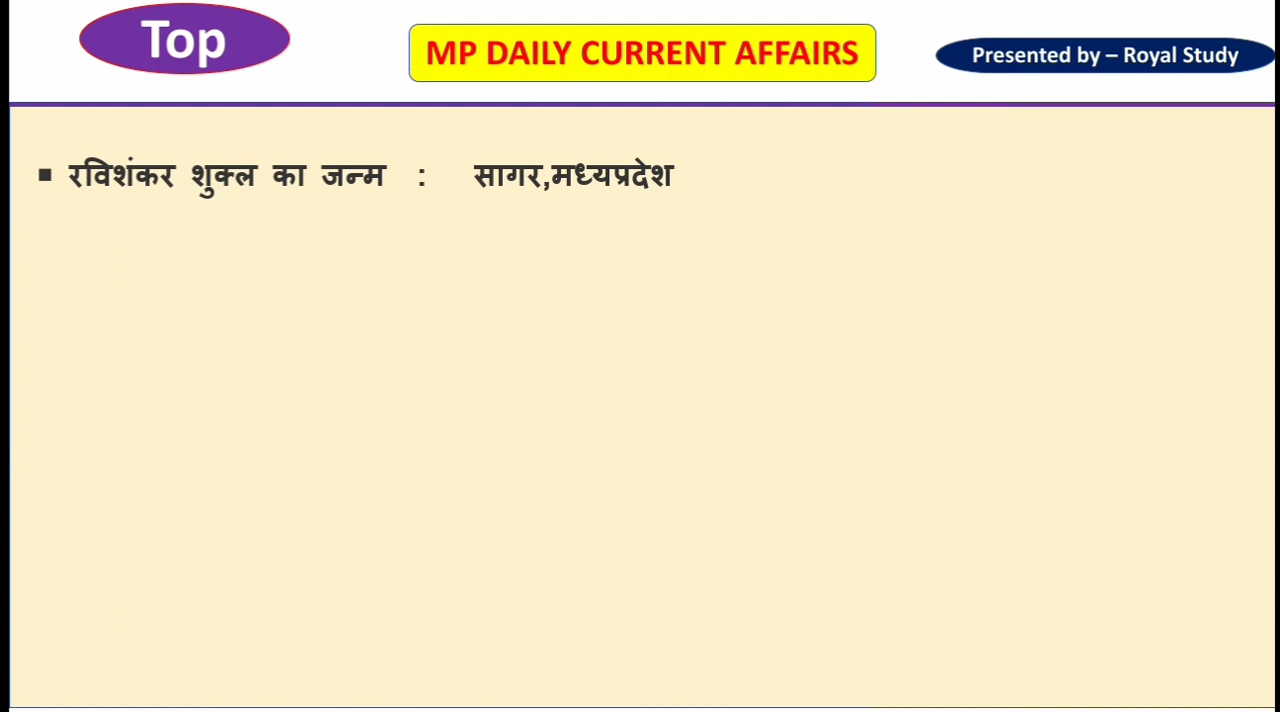 Top
MP DAILY CURRENT AFFAIRS
Presented by – Royal Study
▪ रविशंकर शुक्ल का जन्म : सागर,मध्यप्रदेश